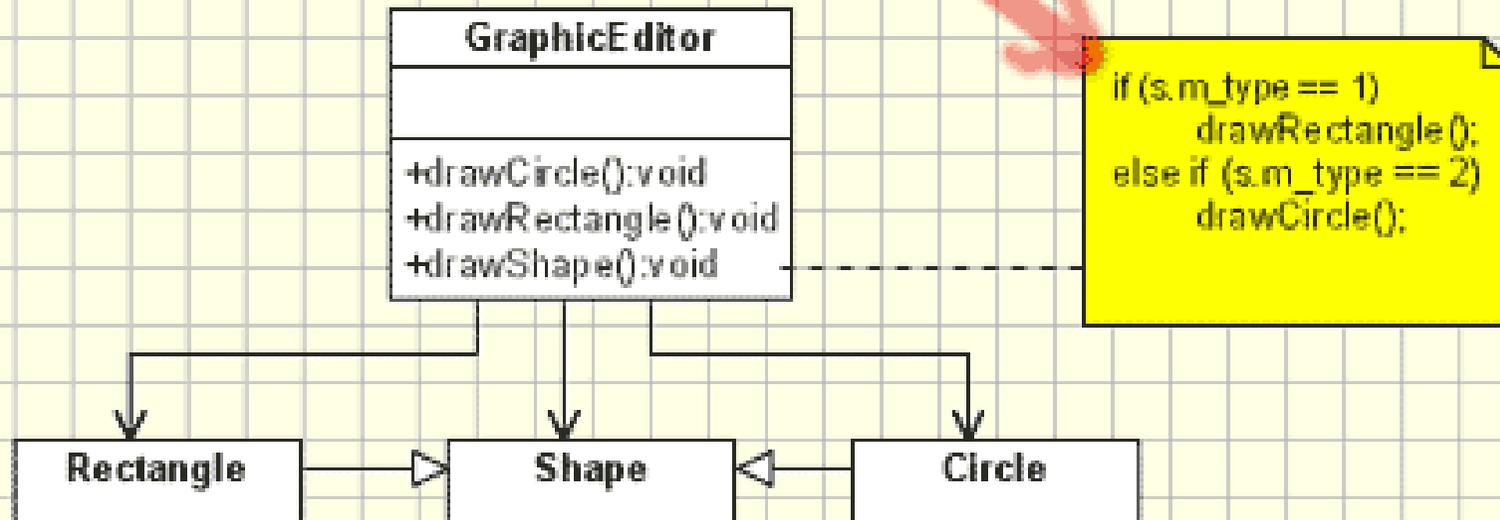 GraphicEditor
+drawCircle():void
+drawRectangle():void
+drawShape():void
if (s.m_type == 1)
drawRectangle();
else if (s.m_type == 2)
drawCircle();
Rectangle
Shape
Circle